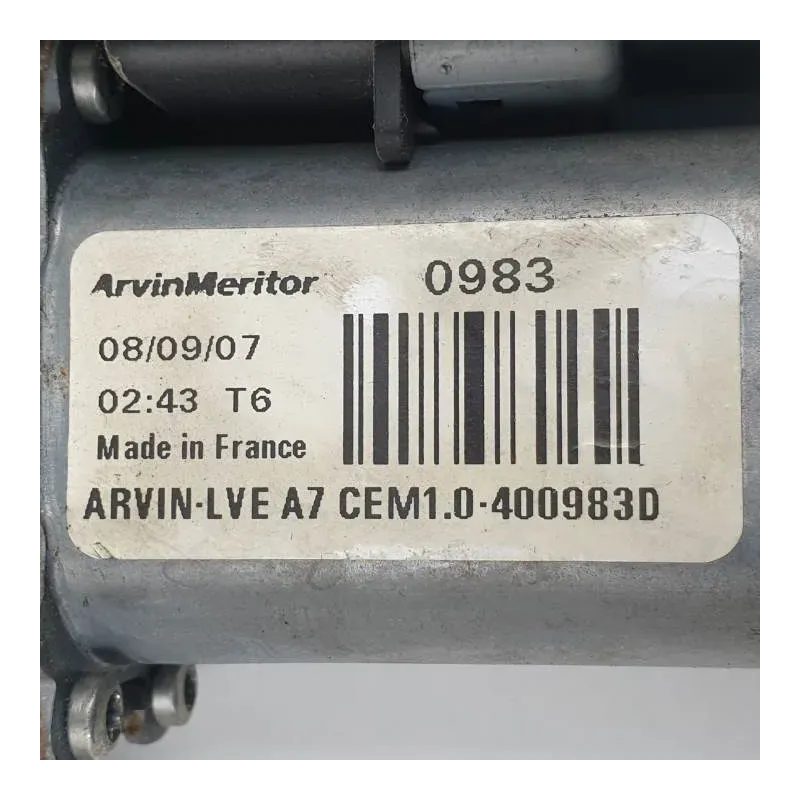 ArvinMeritor 0983
08/09/07
02:43 T6
Made in France
ARVIN-LVE A7 CEM1.0-400983D